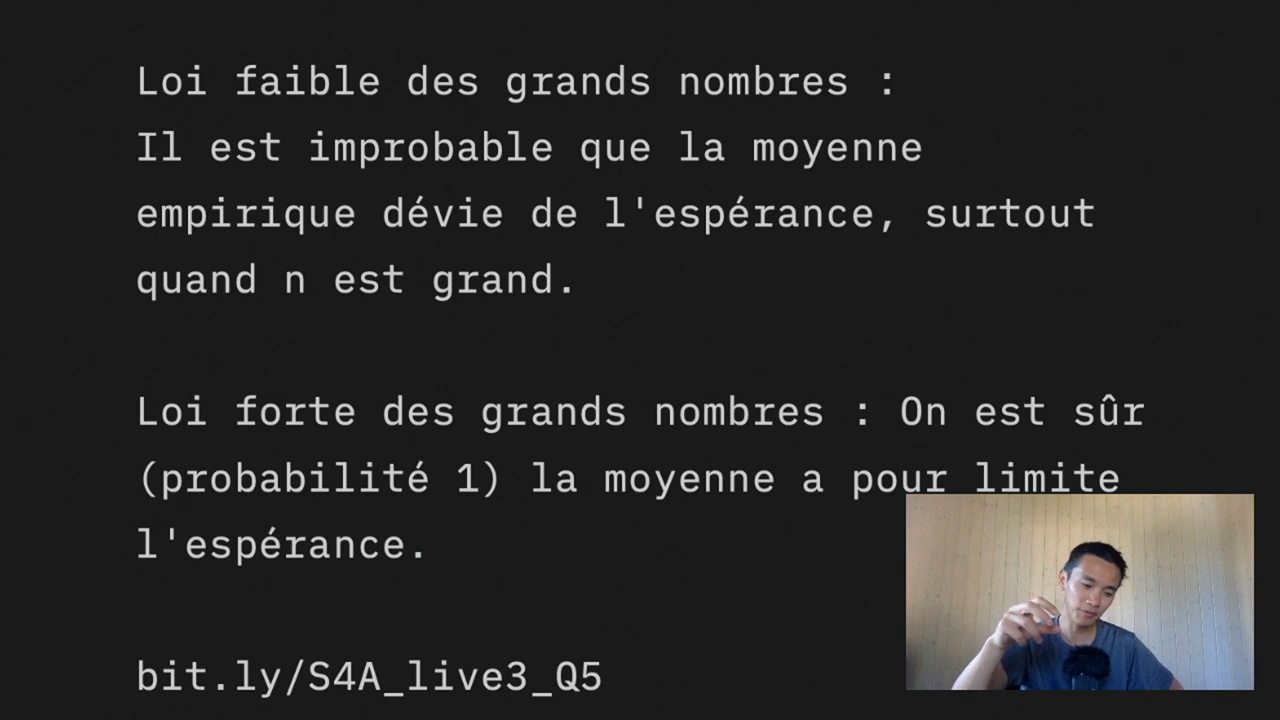 Loi faible des grands nombres :
Il est improbable que la moyenne
empirique dévie de l'espérance, surtout
quand n est grand.
Loi forte des grands nombres : On est sûr
(probabilité 1) la moyenne a pour limite
l'espérance.
bit.ly/S4A_live3_Q5